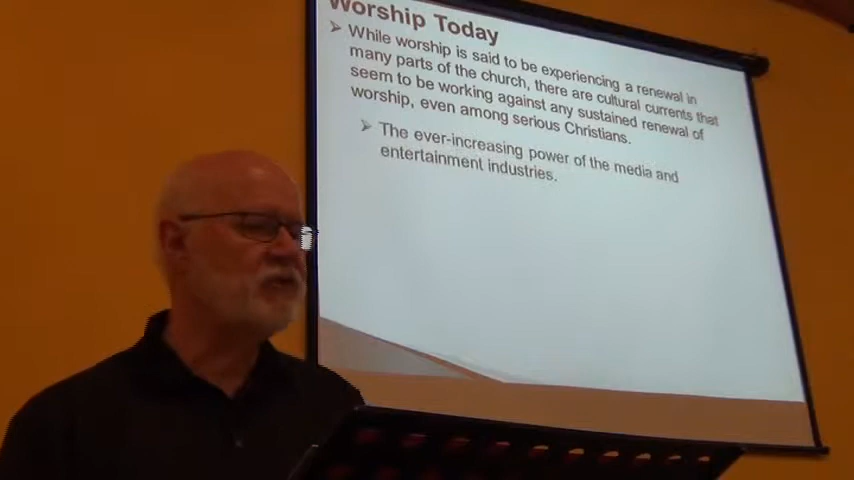 Worship Today
While worship is said to be experiencing a renewal in
many parts of the Church, there are cultural currents that
seem to be working against any sustained renewal of
worship, even among serious Christians.
The ever-increasing power of the media and
entertainment industries.